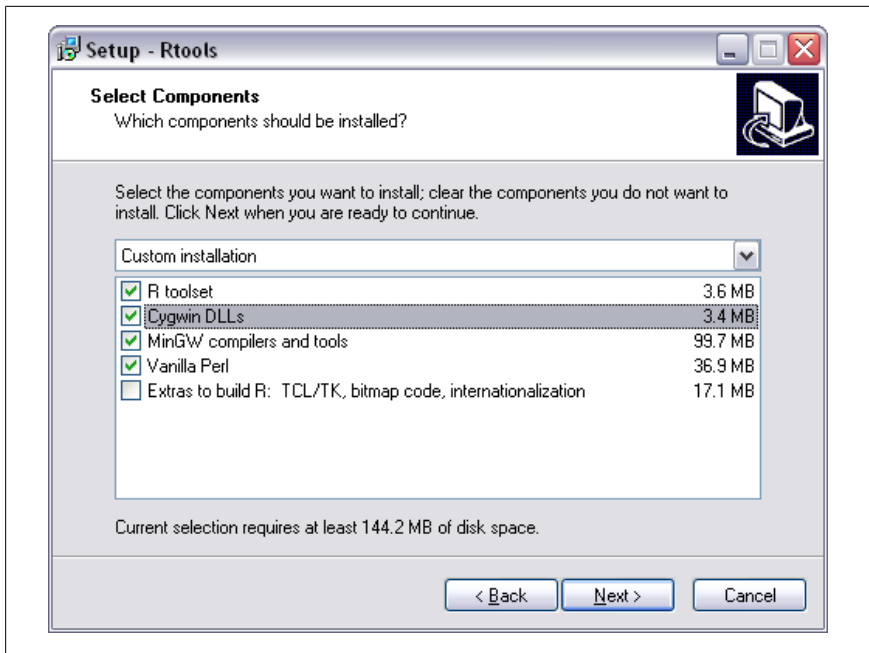 Setup - Rtools
Select Components
Which components should be installed?
Select the components you want to install; clear the components you do not want to
install. Click Next when you are ready to continue.
Custom installation
R toolset 3.6 MB
Cygwin DLLs 3.4 MB
MinGW compilers and tools 99.7 MB
Vanilla Perl 36.9 MB
Extras to build R: TCL/TK, bitmap code, internationalization 17.1 MB
Current selection requires at least 144.2 MB of disk space.
< Back Next > Cancel